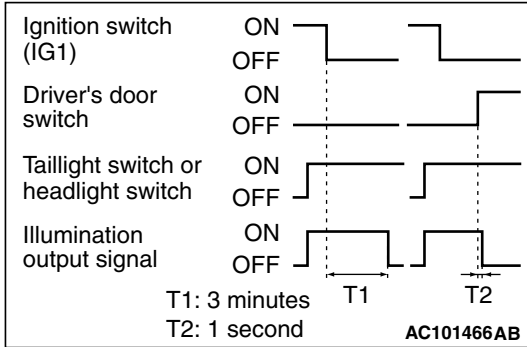 Ignition switch ON
(IG1) OFF
Driver's door ON
switch OFF
Taillight switch or ON
headlight switch OFF
Illumination ON
output signal OFF
T1 T2
T1: 3 minutes
T2: 1 second
AC101466AB